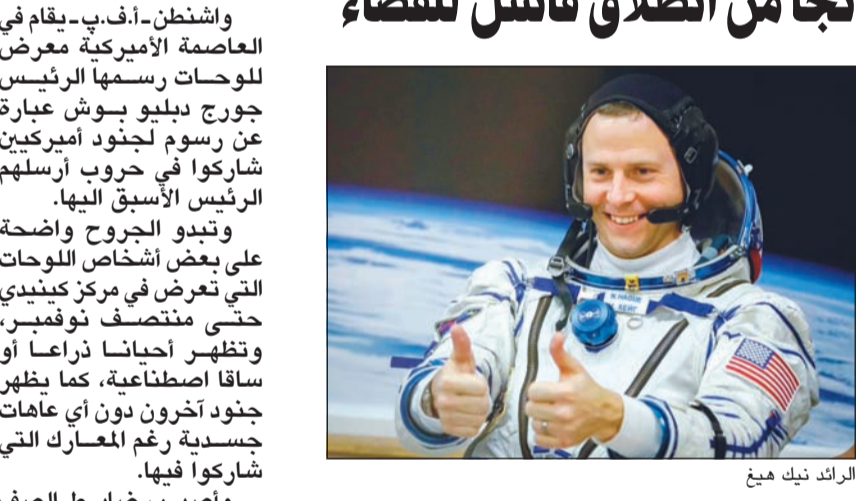 نجا من انطلاق فاشل للفضاء
N.HAGUE
الرائد نيك هيغ
واشنطن-أ.ف.پ-يقام في
العاصمة الأميركية معرض
للوحات رسمها الرئيس
جورج دبليو بوش عبارة
عن رسوم لجنود أميركيين
شاركوا في حروب أرسلهم
الرئيس الأسبق اليها.
وتبدو الجروح واضحة
على بعض أشخاص اللوحات
التي تعرض في مركز كينيدي
حتى منتصف نوفمبر،
وتظهر أحيانا ذراعا أو
ساقا اصطناعية، كما يظهر
جنود آخرون دون أي عاهات
جسدية رغم المعارك التي
شاركوا فيها.